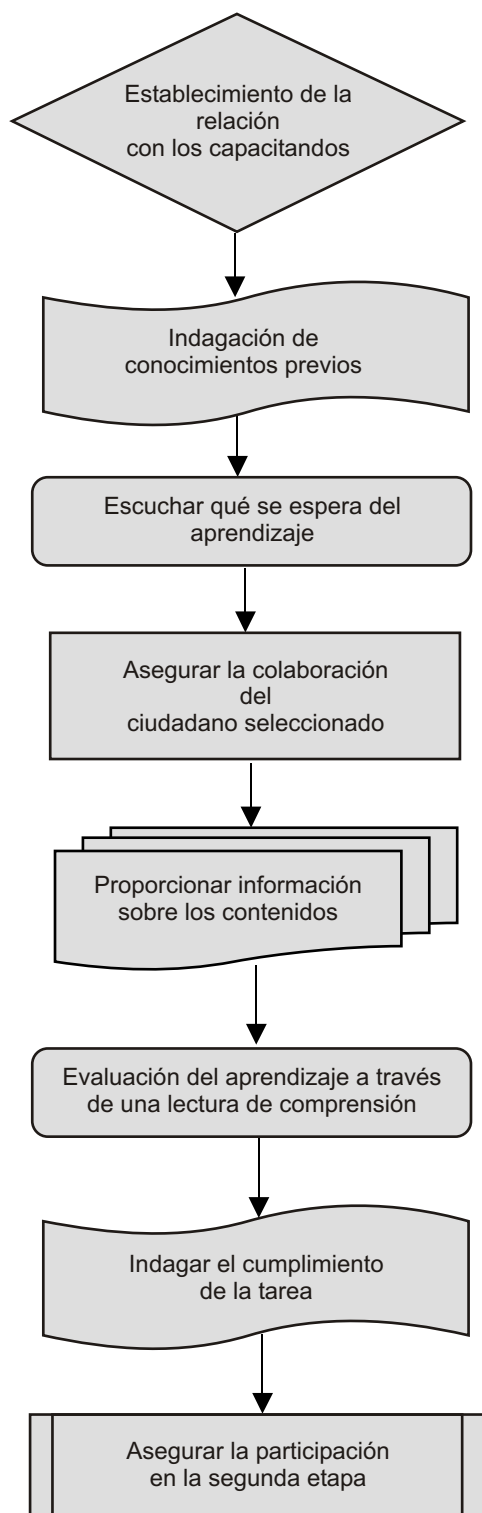 Establecimiento de la
relación
con los capacitandos
Indagación de
conocimientos previos
Escuchar qué se espera del
aprendizaje
Asegurar la colaboración
del
ciudadano seleccionado
Proporcionar información
sobre los contenidos
Evaluación del aprendizaje a través
de una lectura de comprensión
Indagar el cumplimiento
de la tarea
Asegurar la participación
en la segunda etapa